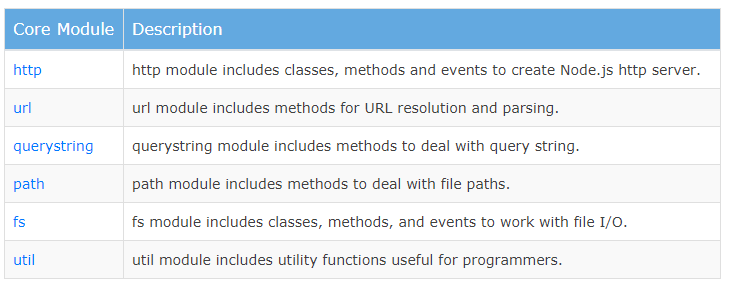 Core Module Description
http http module includes classes, methods and events to create Node.js http server.
url url module includes methods for URL resolution and parsing.
querystring querystring module includes methods to deal with query string.
path path module includes methods to deal with file paths.
fs fs module includes classes, methods, and events to work with file I/O.
util util module includes utility functions useful for programmers.